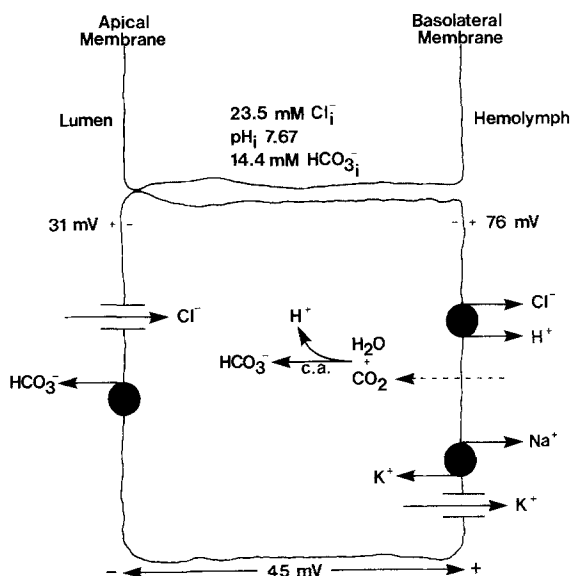 Apical
Membrane
Basolateral
Membrane
Lumen
23.5 mM Cl⁻ᵢ
pHᵢ 7.67
14.4 mM HCO₃⁻ᵢ
Hemolymph
31 mV + -
- + 76 mV
Cl⁻
Cl⁻
H⁺
H⁺
HCO₃⁻
HCO₃⁻
c.a.
H₂O
+
CO₂
Na⁺
K⁺
K⁺
- 45 mV +